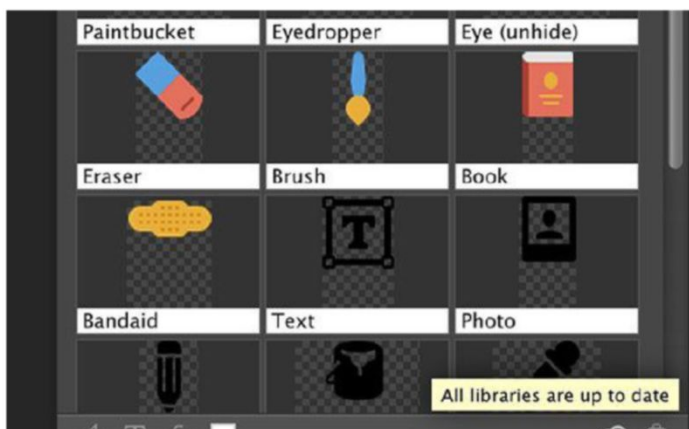 Paintbucket
Eyedropper
Eye (unhide)
Eraser
Brush
Book
Bandaid
T
Text
Photo
All libraries are up to date